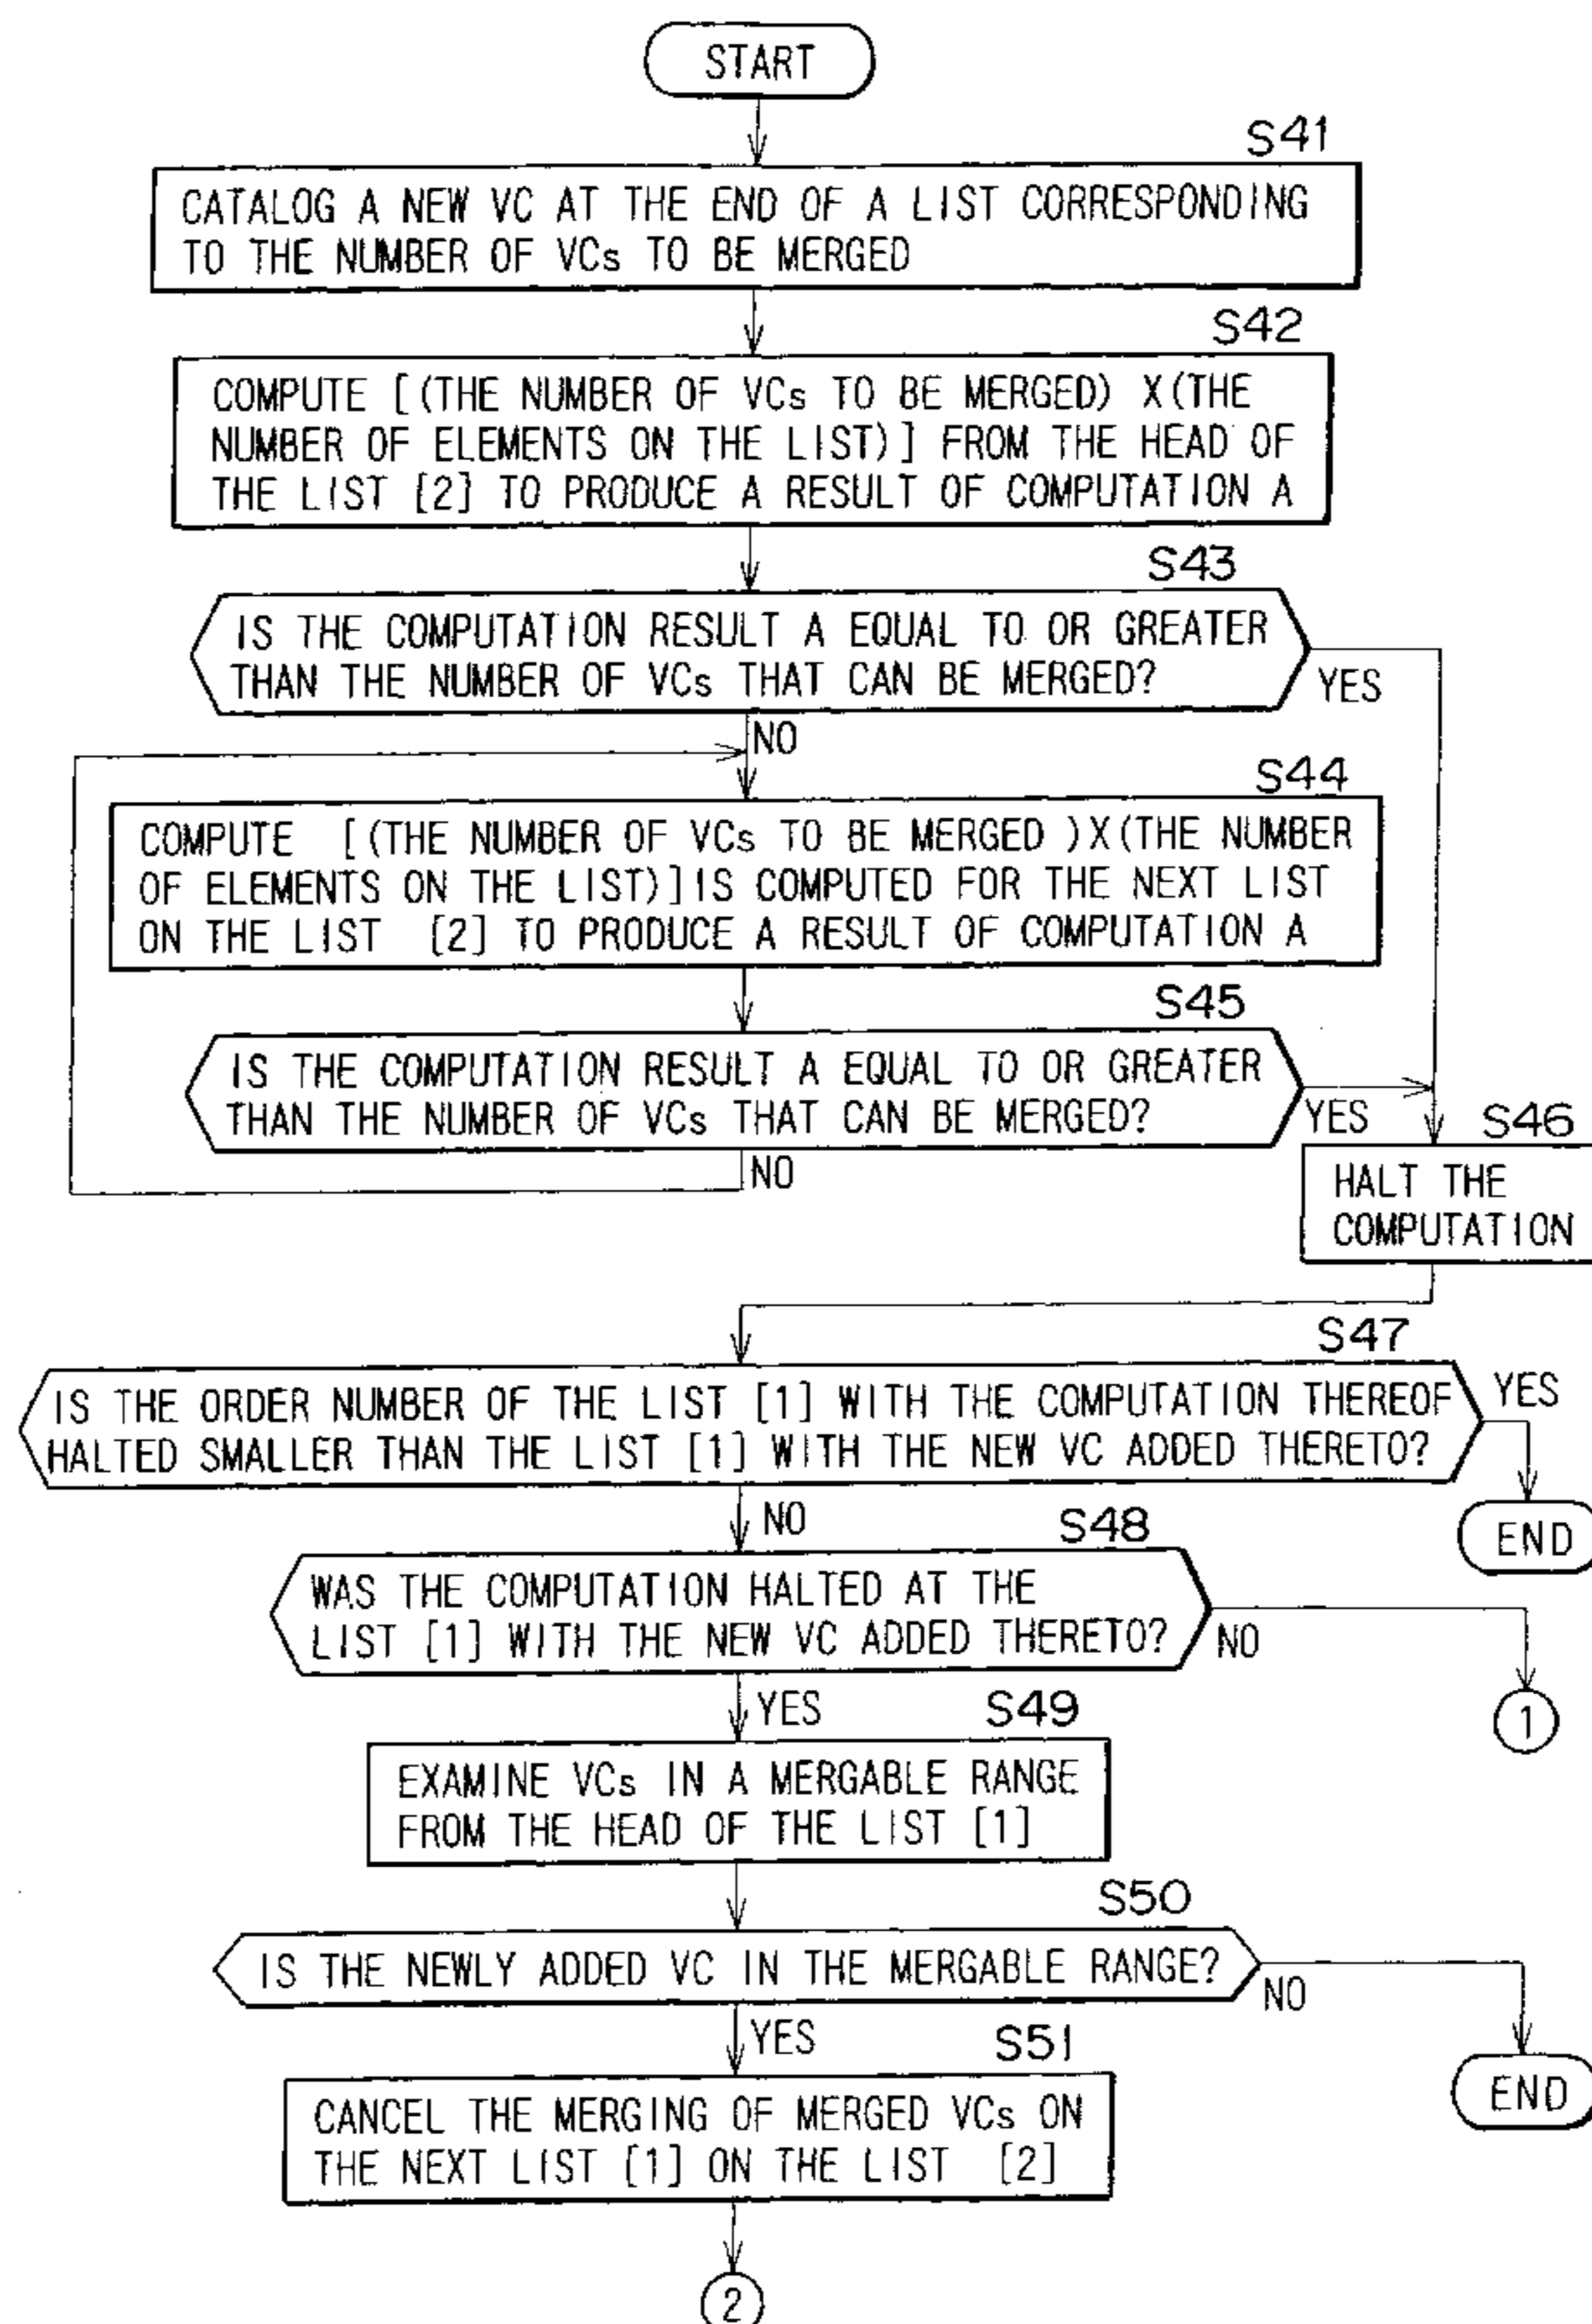 START
S41
CATALOG A NEW VC AT THE END OF A LIST CORRESPONDING
TO THE NUMBER OF VCs TO BE MERGED
S42
COMPUTE [(THE NUMBER OF VCs TO BE MERGED) X(THE
NUMBER OF ELEMENTS ON THE LIST)] FROM THE HEAD OF
THE LIST [2] TO PRODUCE A RESULT OF COMPUTATION A
S43
IS THE COMPUTATION RESULT A EQUAL TO OR GREATER
THAN THE NUMBER OF VCs THAT CAN BE MERGED?
YES
NO
S44
COMPUTE [(THE NUMBER OF VCs TO BE MERGED )X(THE NUMBER
OF ELEMENTS ON THE LIST)]IS COMPUTED FOR THE NEXT LIST
ON THE LIST [2] TO PRODUCE A RESULT OF COMPUTATION A
S45
IS THE COMPUTATION RESULT A EQUAL TO OR GREATER
THAN THE NUMBER OF VCs THAT CAN BE MERGED?
YES
NO
S46
HALT THE
COMPUTATION
S47
IS THE ORDER NUMBER OF THE LIST [1] WITH THE COMPUTATION THEREOF
HALTED SMALLER THAN THE LIST [1] WITH THE NEW VC ADDED THERETO?
YES
END
NO
S48
WAS THE COMPUTATION HALTED AT THE
LIST [1] WITH THE NEW VC ADDED THERETO?
NO
1
YES
S49
EXAMINE VCs IN A MERGABLE RANGE
FROM THE HEAD OF THE LIST [1]
S50
IS THE NEWLY ADDED VC IN THE MERGABLE RANGE?
NO
END
YES
S51
CANCEL THE MERGING OF MERGED VCs ON
THE NEXT LIST [1] ON THE LIST [2]
2